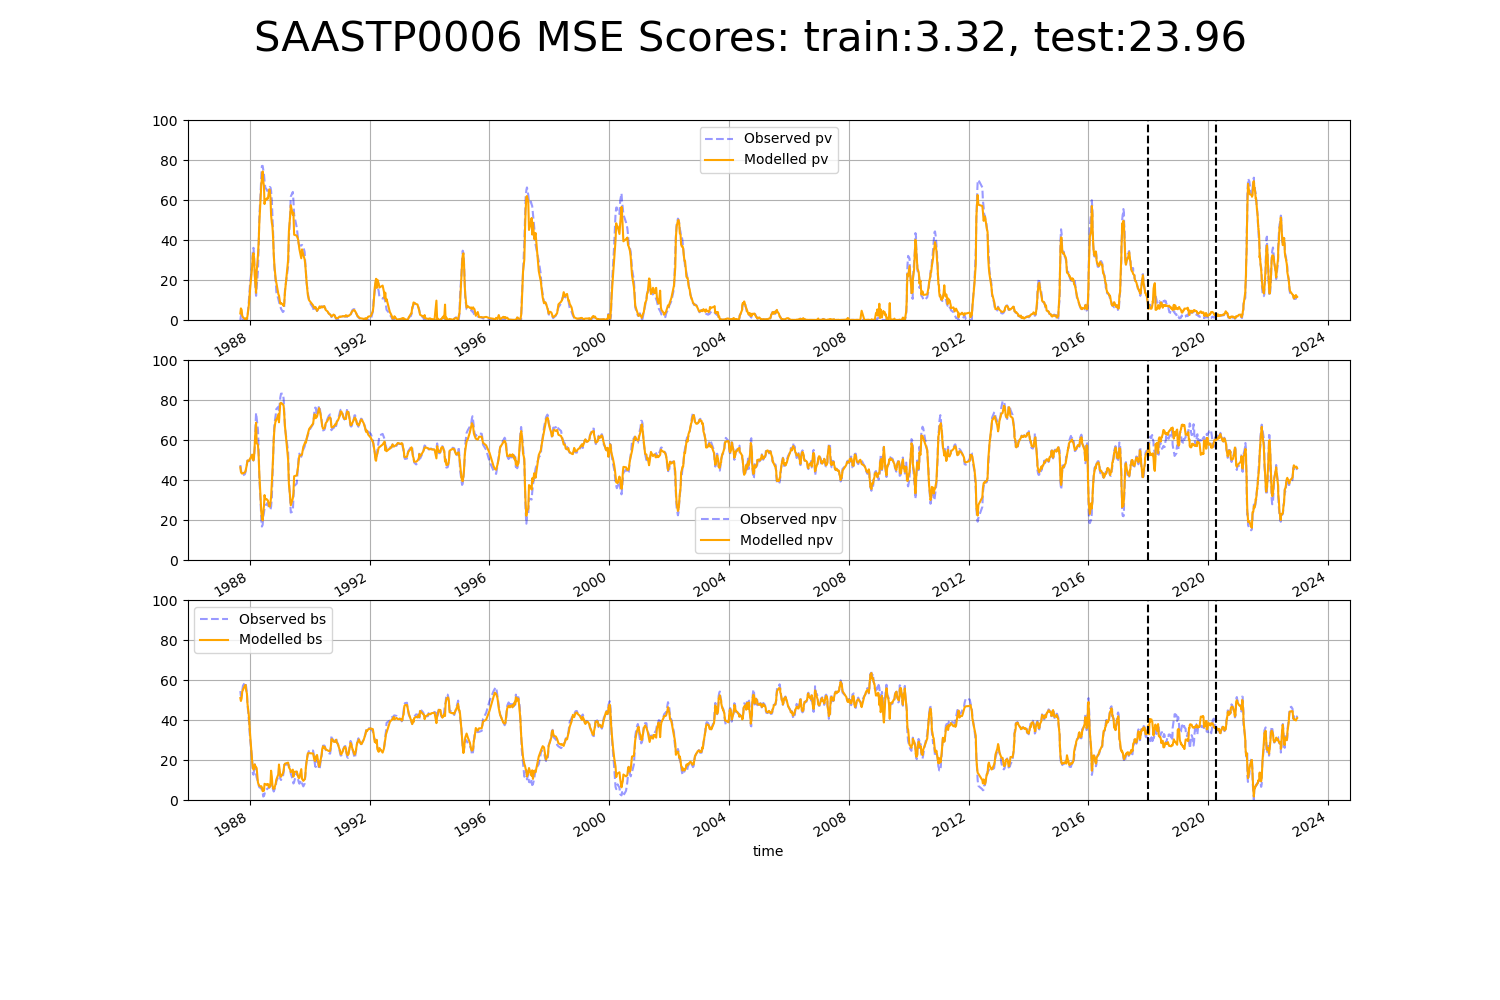 SAASTP0006 MSE Scores: train:3.32, test:23.96
100
80
60
40
20
0
Observed pv
Modelled pv
1988 1992 1996 2000 2004 2008 2012 2016 2020 2024
100
80
60
40
20
0
Observed npv
Modelled npv
1988 1992 1996 2000 2004 2008 2012 2016 2020 2024
100
80
60
40
20
0
Observed bs
Modelled bs
1988 1992 1996 2000 2004 2008 2012 2016 2020 2024
time